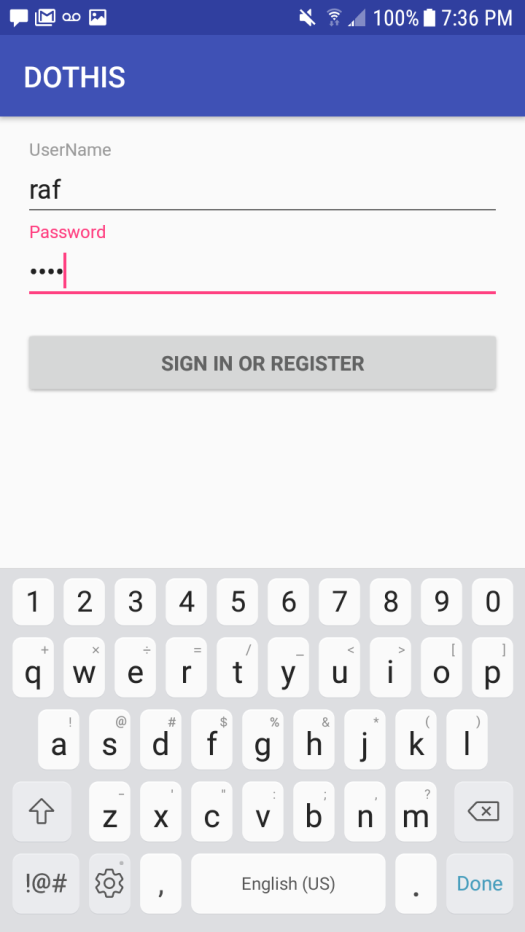 100% 7:36 PM
DOTHIS
UserName
raf
Password
••••
SIGN IN OR REGISTER
1 2 3 4 5 6 7 8 9 0
+ × ÷ = / _ < > [ ]
q w e r t y u i o p
! @ # $ % & * ( )
a s d f g h j k l
- ' " : ; , ?
z x c v b n m
!@# , English (US) . Done